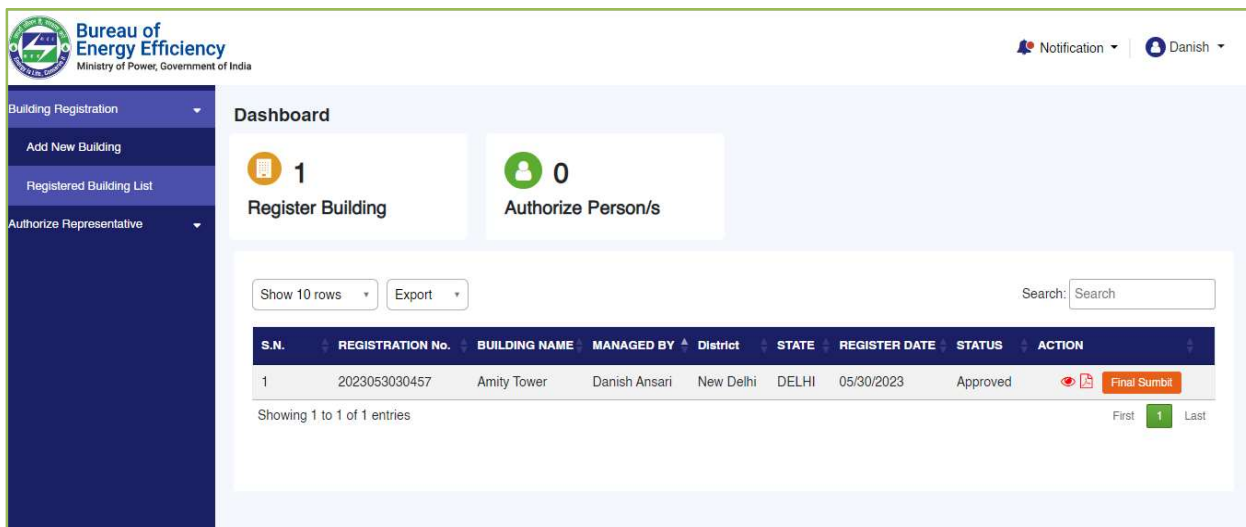 Bureau of
Energy Efficiency
Ministry of Power, Government of India
Notification
Danish
Building Registration
Add New Building
Registered Building List
Authorize Representative
Dashboard
1
Register Building
0
Authorize Person/s
Show 10 rows Export Search: Search
S.N. REGISTRATION No. BUILDING NAME MANAGED BY District STATE REGISTER DATE STATUS ACTION
1 2023053030457 Amity Tower Danish Ansari New Delhi DELHI 05/30/2023 Approved Final Sumbit
Showing 1 to 1 of 1 entries First 1 Last